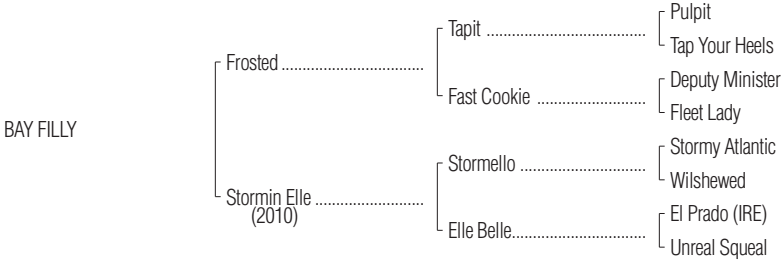 Pulpit
Tapit ....................................
Tap Your Heels
Frosted ................................
Deputy Minister
Fast Cookie .........................
Fleet Lady
BAY FILLY
Stormy Atlantic
Stormello .............................
Wilshewed
Stormin Elle ........................
(2010)
El Prado (IRE)
Elle Belle..............................
Unreal Squeal